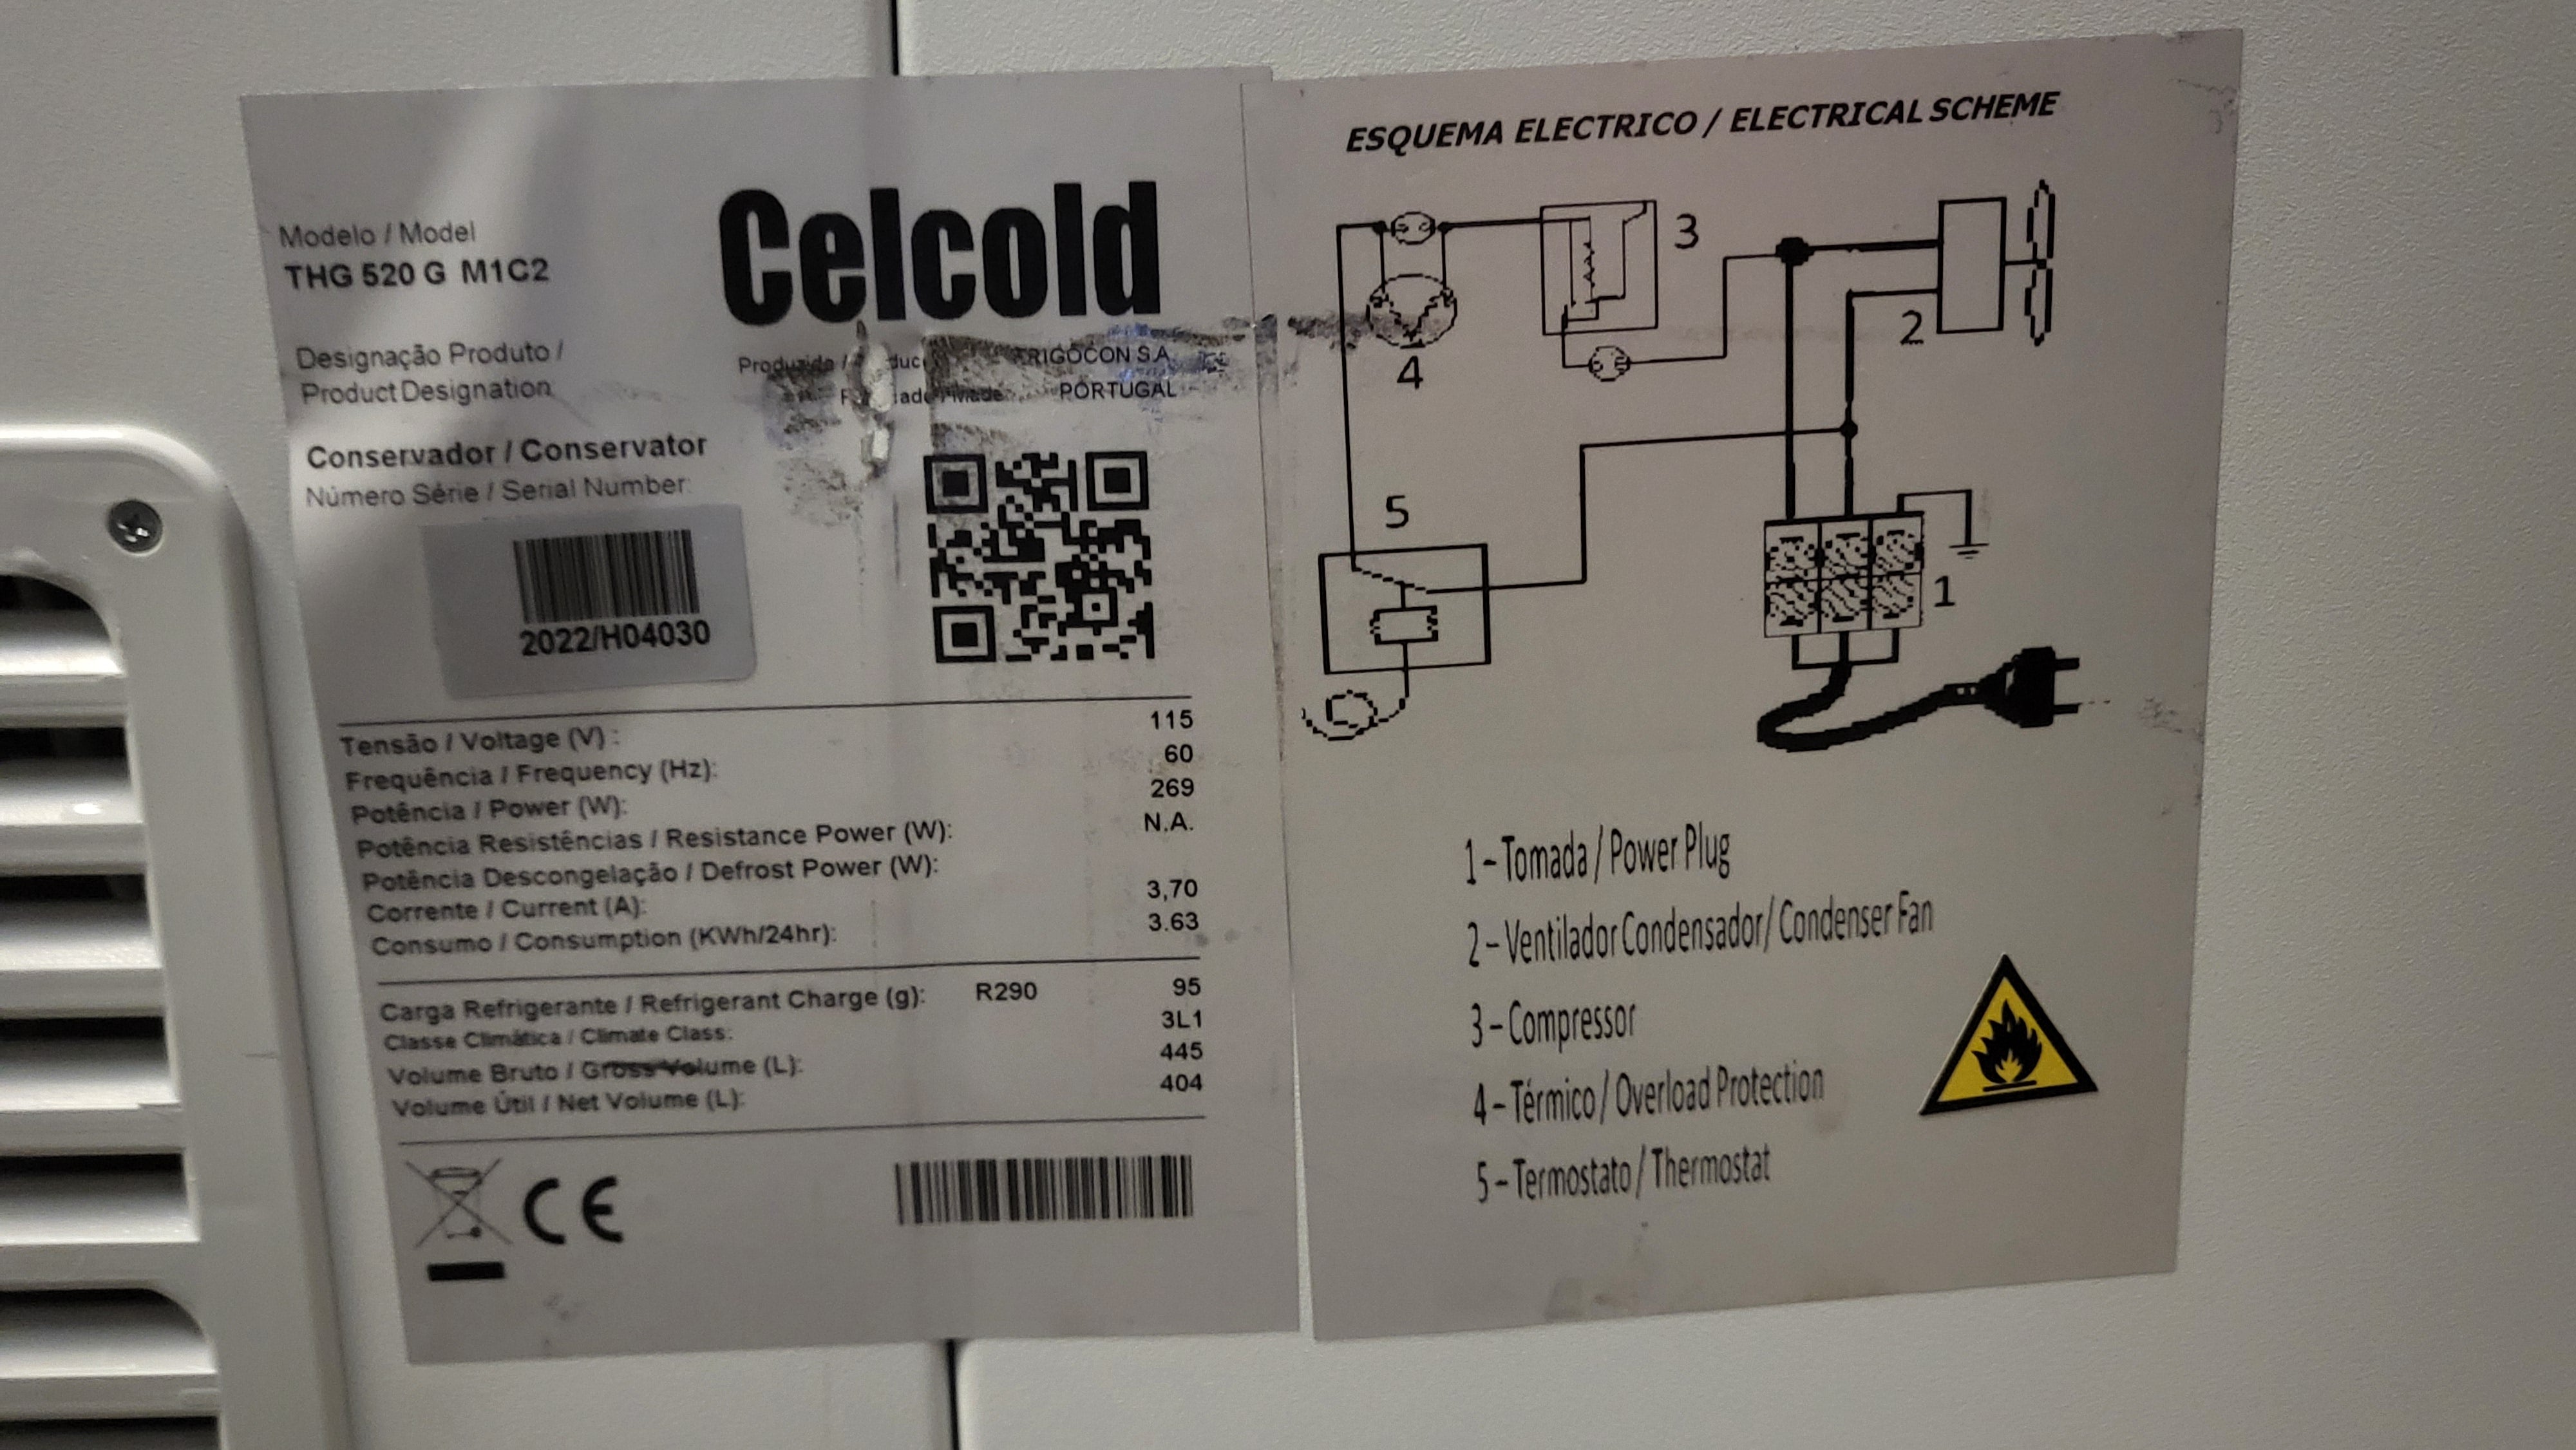 Celcold
Modelo / Model
THG 520 G M1C2
Designação Produto /
Product Designation
RIGOCON S.A
PORTUGAL
Conservador / Conservator
Número Série / Serial Number:
2022/H04030
Tensão / Voltage (V) : 115
Frequência / Frequency (Hz): 60
Potência / Power (W): 269
Potência Resistências / Resistance Power (W): N.A.
Potência Descongelação / Defrost Power (W):
Corrente / Current (A): 3,70
Consumo / Consumption (KWh/24hr): 3.63
Carga Refrigerante / Refrigerant Charge (g): R290 95
Classe Climática / Climate Class: 3L1
Volume Bruto / Gross Volume (L): 445
Volume Útil / Net Volume (L): 404
CE
ESQUEMA ELECTRICO / ELECTRICAL SCHEME
3
2
4
5
1
1 – Tomada / Power Plug
2 – Ventilador Condensador/ Condenser Fan
3 – Compressor
4 – Térmico / Overload Protection
5 – Termostato / Thermostat